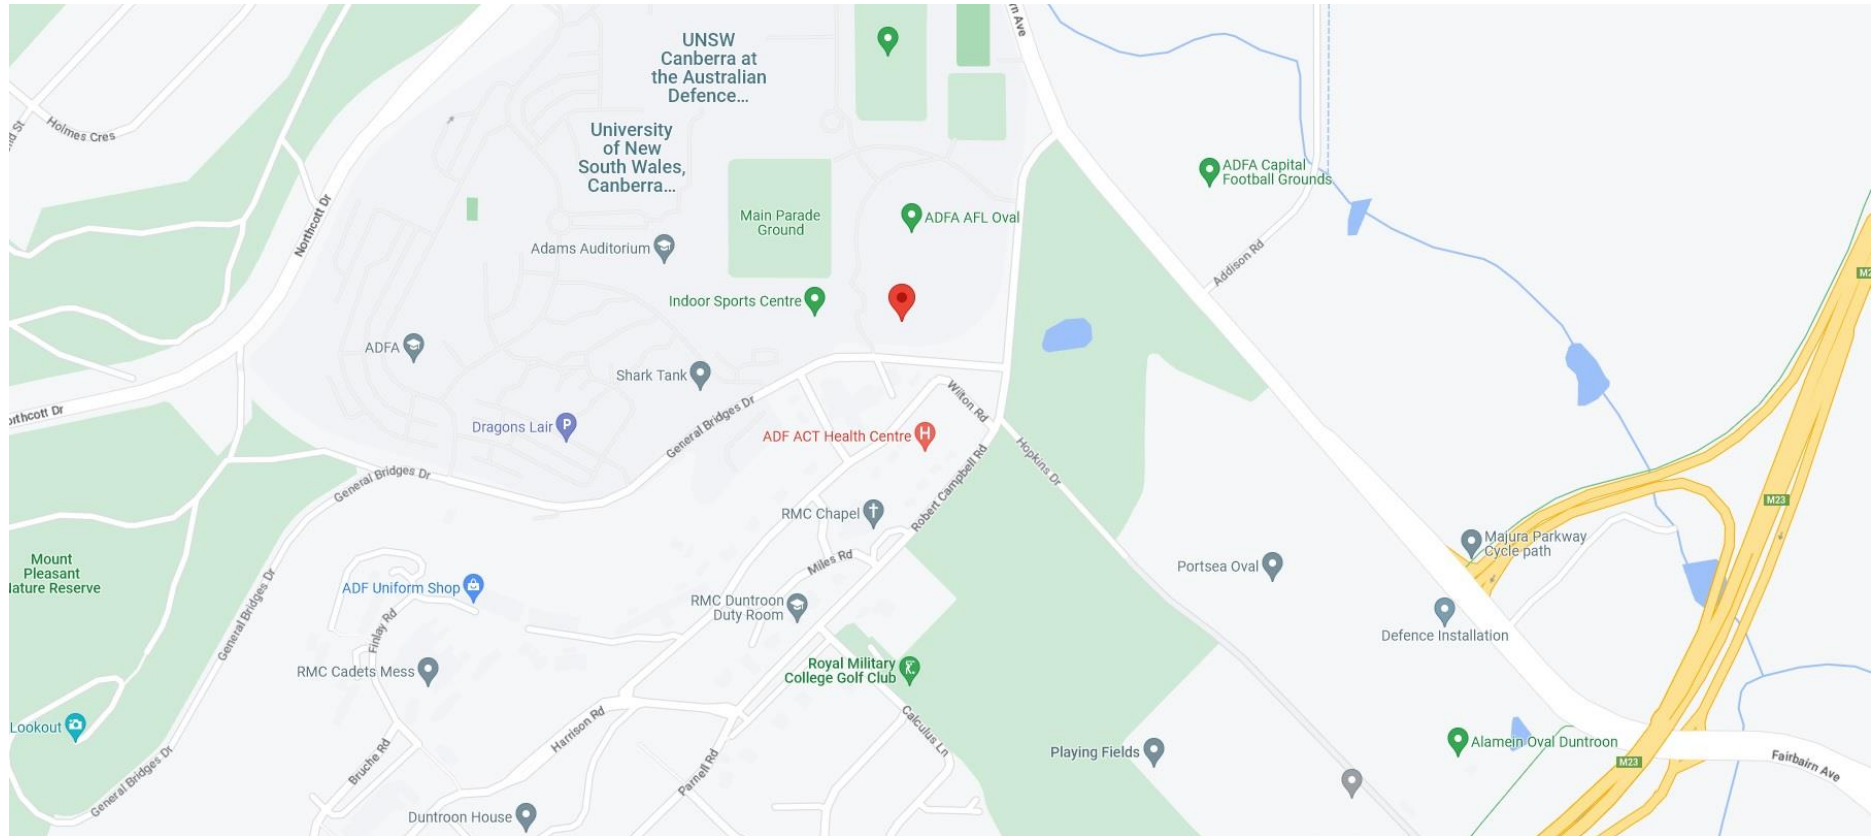 UNSW
Canberra at
the Australian
Defence...
University
of New
South Wales,
Canberra...
Holmes Cres
Northcott Dr
Main Parade
Ground
ADFA AFL Oval
ADFA Capital
Football Grounds
Addison Rd
Adams Auditorium
Indoor Sports Centre
ADFA
Shark Tank
Wilton Rd
Dragons Lair
P
General Bridges Dr
ADF ACT Health Centre
H
Hopkins Dr
Robert Campbell Rd
General Bridges Dr
M23
RMC Chapel
Majura Parkway
Cycle path
Mount
Pleasant
Miles Rd
Portsea Oval
ADF Uniform Shop
General Bridges Dr
Finlay Rd
RMC Duntroon
Duty Room
Defence Installation
RMC Cadets Mess
Royal Military
College Golf Club
Lookout
Harrison Rd
Calculus Ln
Bruche Rd
Parnell Rd
Playing Fields
Alamein Oval Duntroon
M23
Fairbairn Ave
General Bridges Dr
Duntroon House